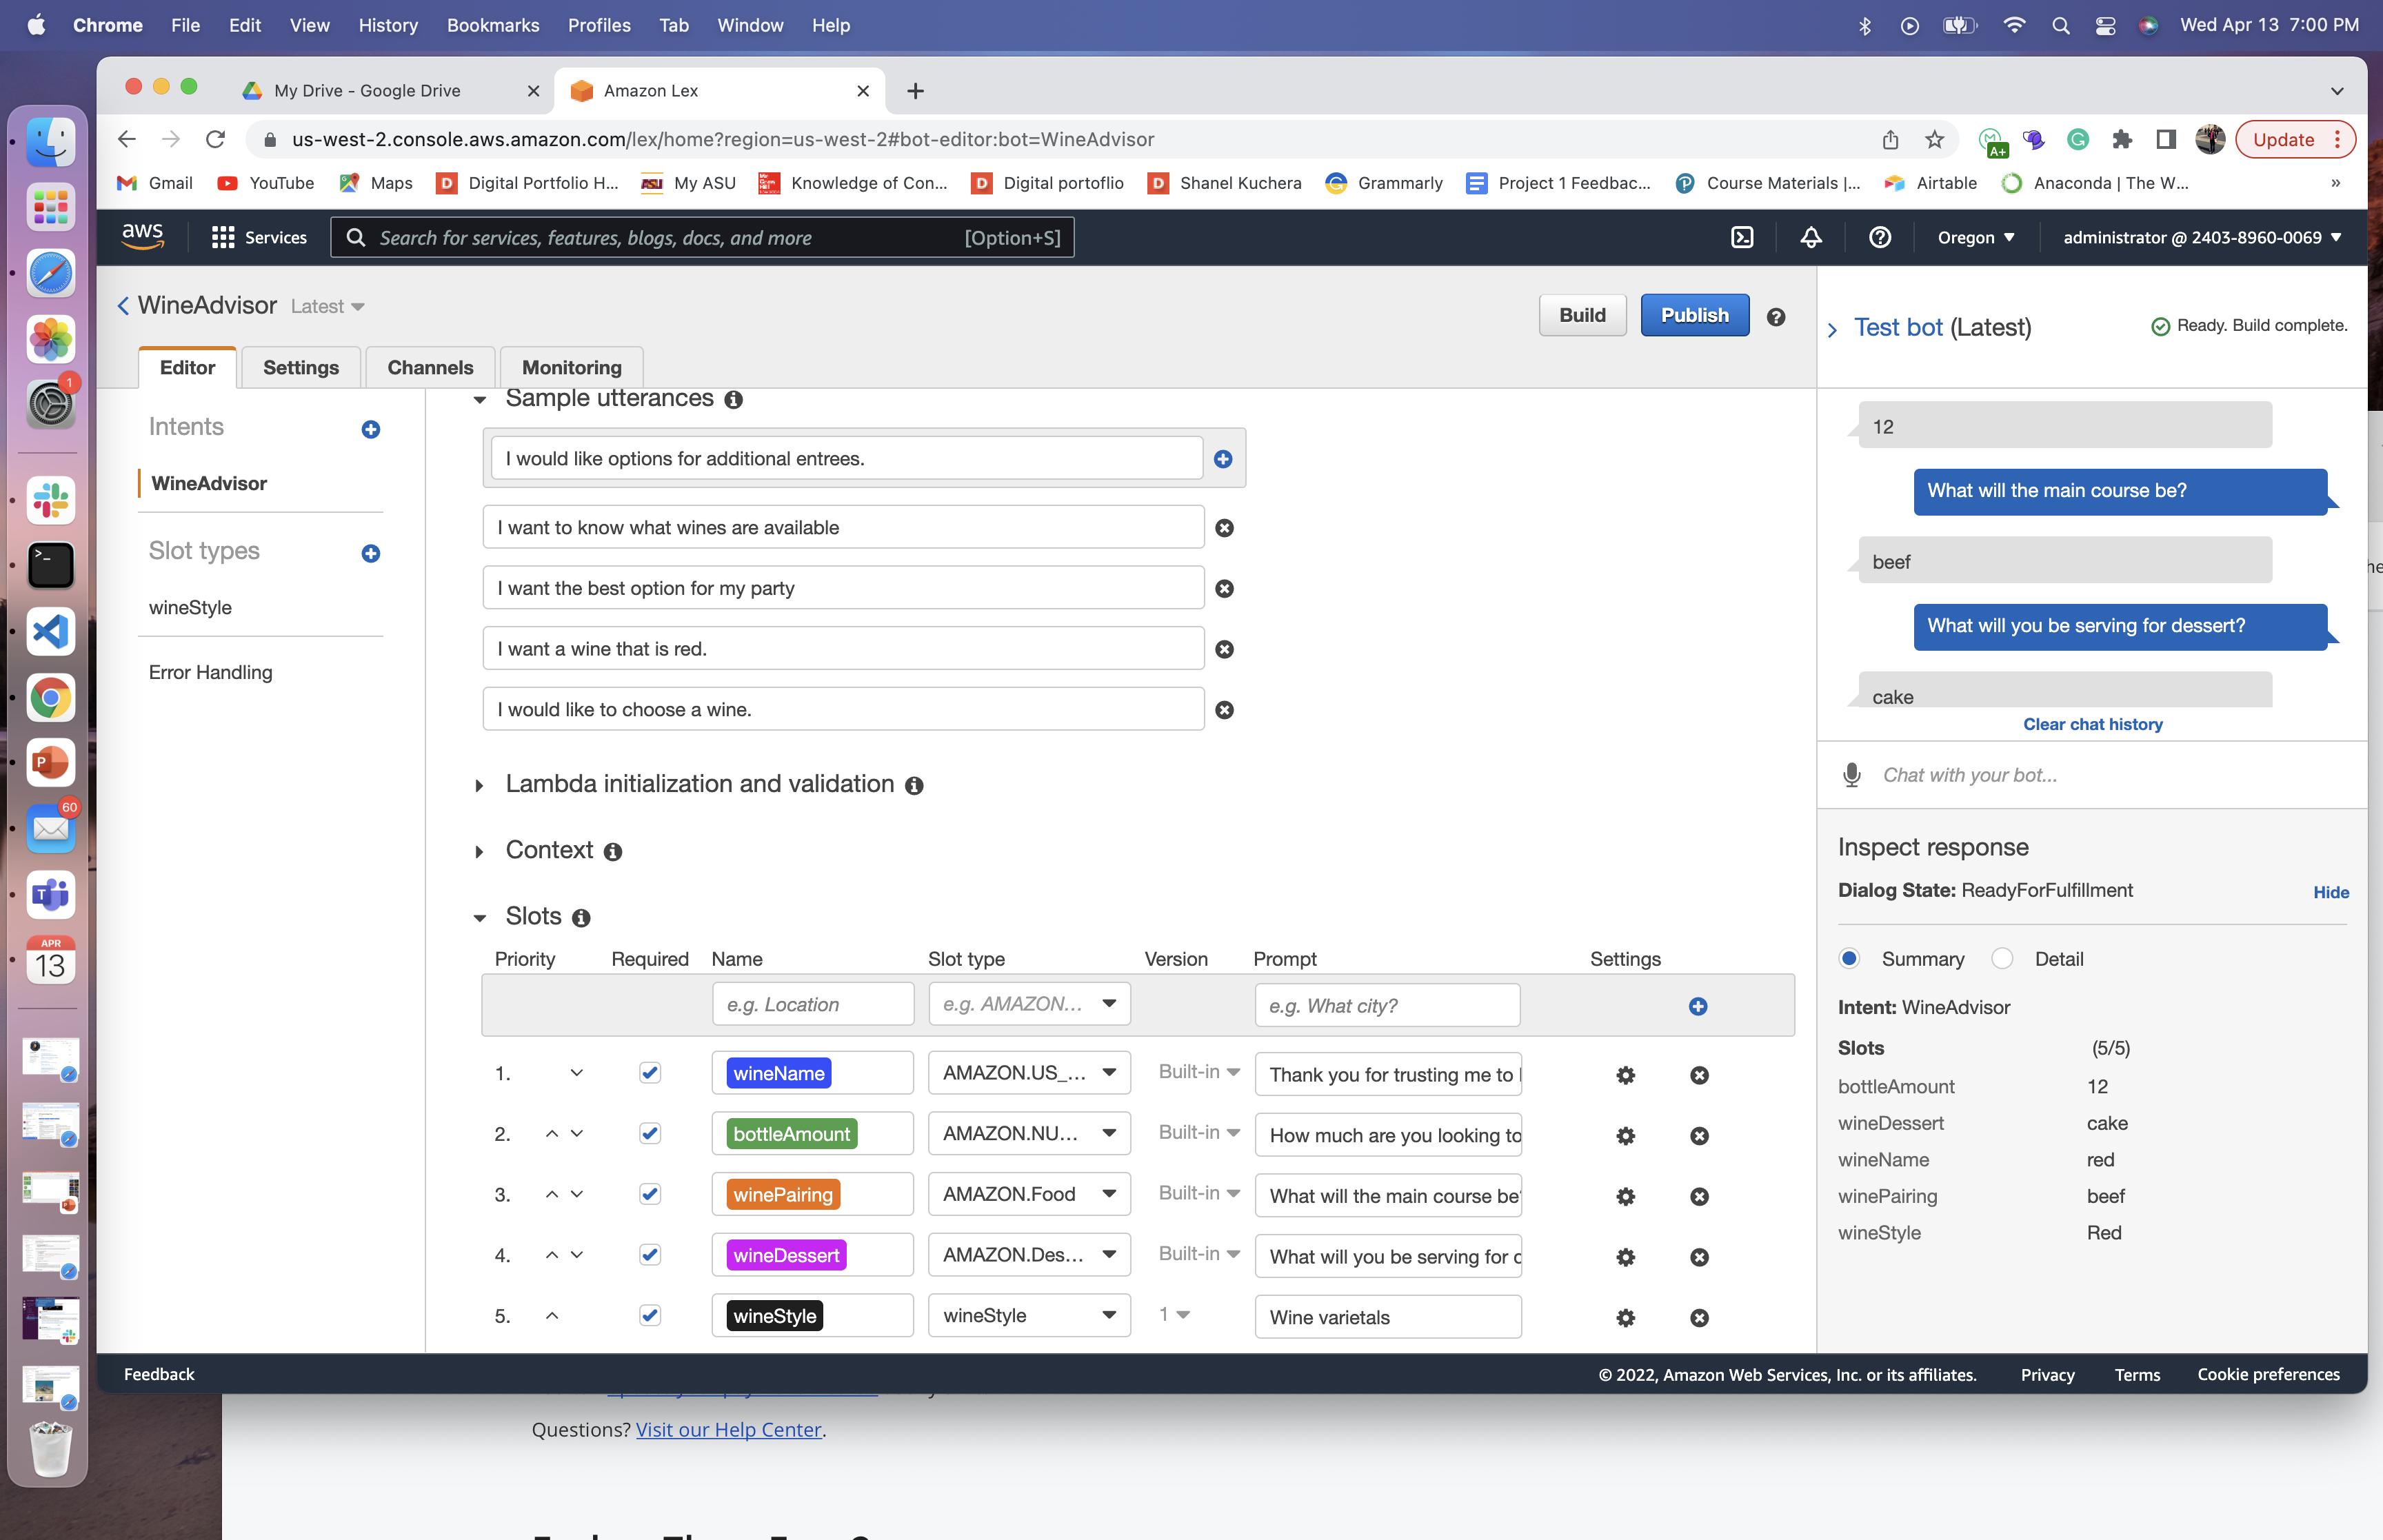 Chrome File Edit View History Bookmarks Profiles Tab Window Help
Wed Apr 13 7:00 PM
My Drive - Google Drive
Amazon Lex
us-west-2.console.aws.amazon.com/lex/home?region=us-west-2#bot-editor:bot=WineAdvisor
A+
Update
Gmail YouTube Maps Digital Portfolio H... My ASU Knowledge of Con... Digital portoflio Shanel Kuchera Grammarly Project 1 Feedbac... Course Materials |... Airtable Anaconda | The W... »
aws Services Search for services, features, blogs, docs, and more [Option+S] Oregon administrator @ 2403-8960-0069
WineAdvisor Latest
Build Publish
Editor Settings Channels Monitoring
Intents
WineAdvisor
Slot types
wineStyle
Error Handling
Sample utterances
I would like options for additional entrees.
I want to know what wines are available
I want the best option for my party
I want a wine that is red.
I would like to choose a wine.
Lambda initialization and validation
Context
Slots
Priority Required Name Slot type Version Prompt Settings
e.g. Location e.g. AMAZON... e.g. What city?
1. wineName AMAZON.US_... Built-in Thank you for trusting me to
2. bottleAmount AMAZON.NU... Built-in How much are you looking to
3. winePairing AMAZON.Food Built-in What will the main course be
4. wineDessert AMAZON.Des... Built-in What will you be serving for
5. wineStyle wineStyle 1 Wine varietals
Test bot (Latest)
Ready. Build complete.
12
What will the main course be?
beef
What will you be serving for dessert?
cake
Clear chat history
Chat with your bot...
Inspect response
Dialog State: ReadyForFulfillment Hide
Summary Detail
Intent: WineAdvisor
Slots (5/5)
bottleAmount 12
wineDessert cake
wineName red
winePairing beef
wineStyle Red
Feedback
© 2022, Amazon Web Services, Inc. or its affiliates. Privacy Terms Cookie preferences
Questions? Visit our Help Center.
1
60
APR
13